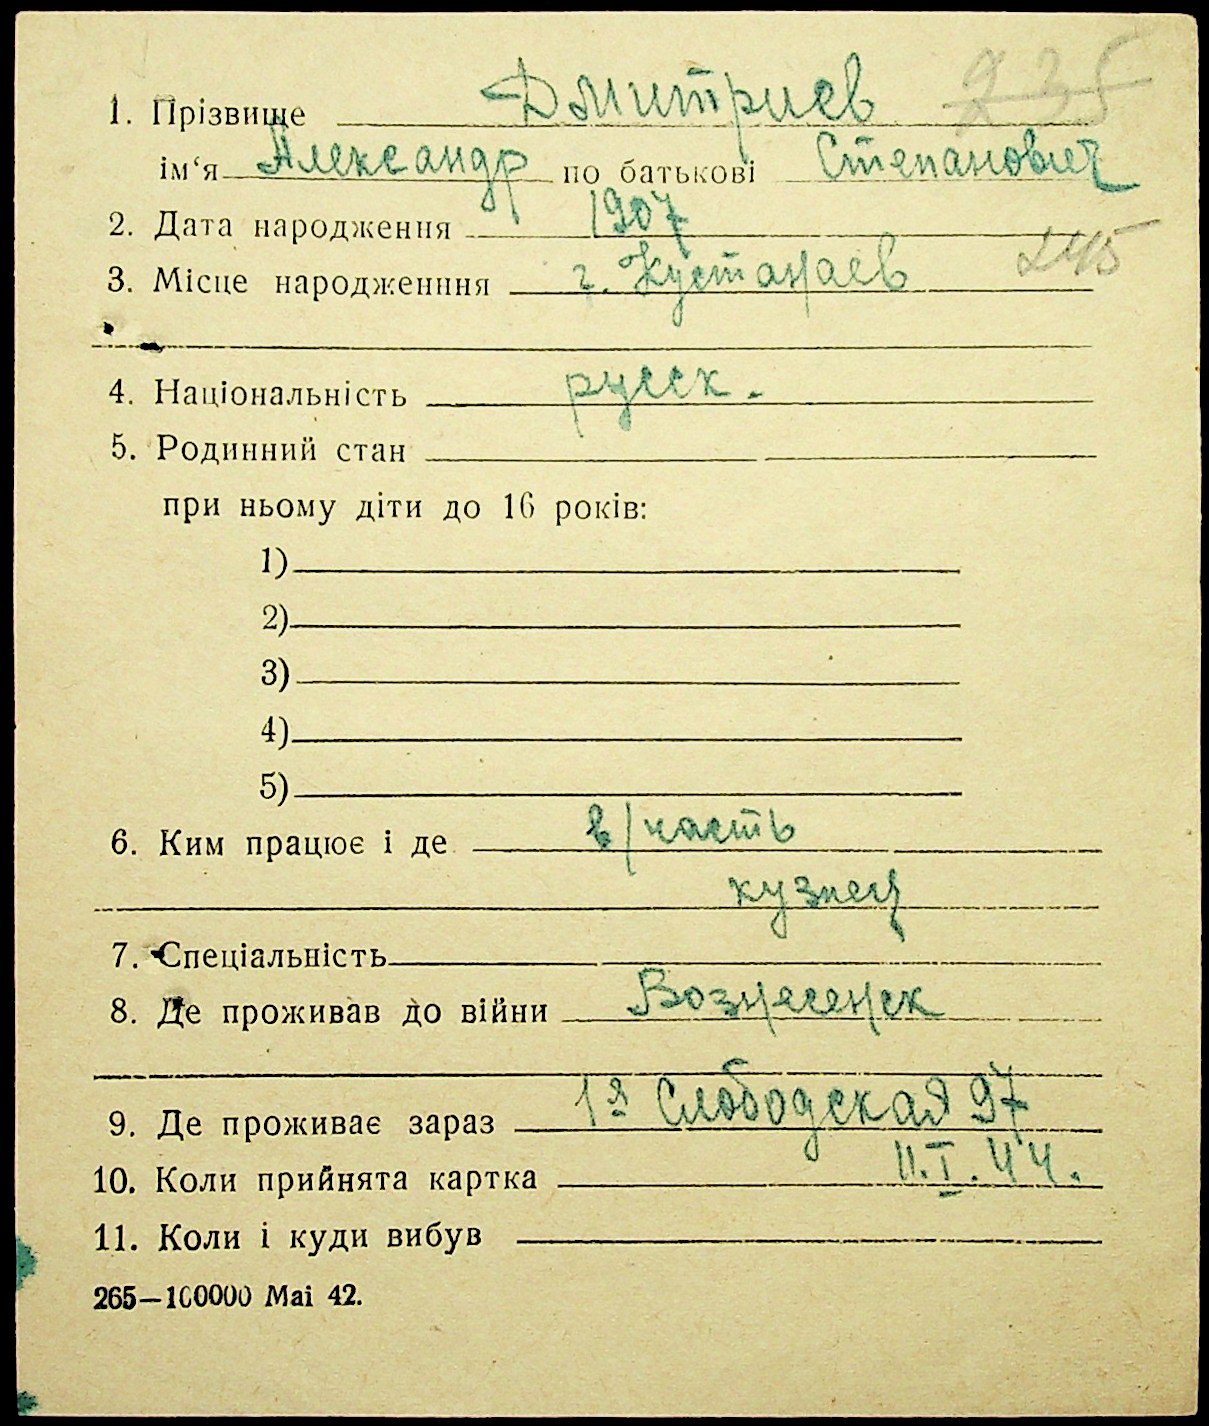 1. Прізвище Дмитриев 235
ім‘я Александр по батькові Степанович
2. Дата народження 1907
245
3. Місце народженння г. Кустанаев
4. Національність русск.
5. Родинний стан
при ньому діти до 16 років:
1)
2)
3)
4)
5)
6. Ким працює і де в/часть
кузнец
7. Спеціальність
8. Де проживав до війни Вознесенск
9. Де проживає зараз 1я Слободская 97
10. Коли прийнята картка 11.I.44.
11. Коли і куди вибув
265—100000 Маі 42.